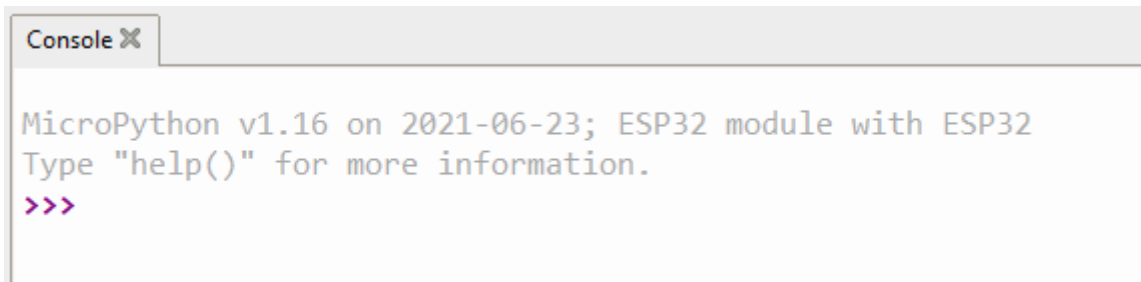 Console
MicroPython v1.16 on 2021-06-23; ESP32 module with ESP32
Type "help()" for more information.
>>>